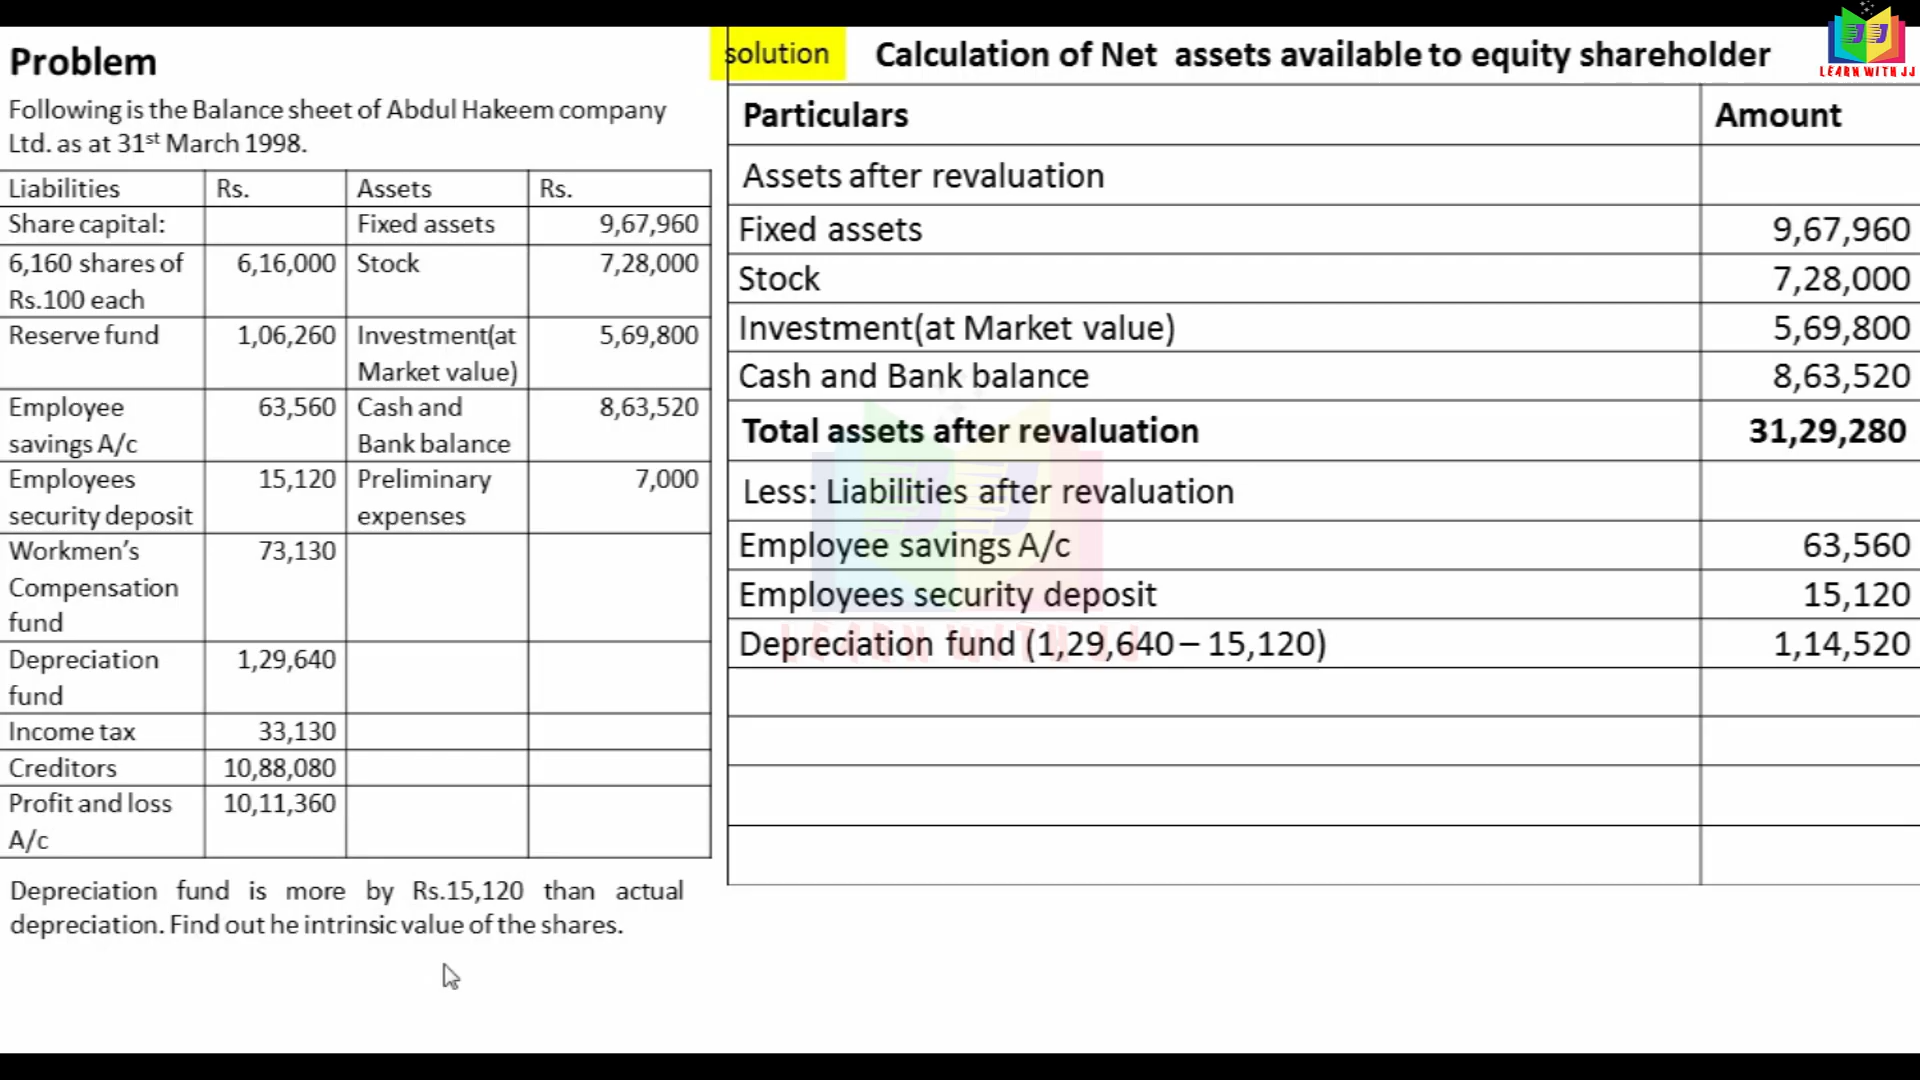 Problem
Following is the Balance sheet of Abdul Hakeem company
Ltd. as at 31st March 1998.
Liabilities Rs. Assets Rs.
Share capital: Fixed assets 9,67,960
6,160 shares of 6,16,000 Stock 7,28,000
Rs.100 each
Reserve fund 1,06,260 Investment(at 5,69,800
Market value)
Employee 63,560 Cash and 8,63,520
savings A/c Bank balance
Employees 15,120 Preliminary 7,000
security deposit expenses
Workmen’s 73,130
Compensation
fund
Depreciation 1,29,640
fund
Income tax 33,130
Creditors 10,88,080
Profit and loss 10,11,360
A/c
Depreciation fund is more by Rs.15,120 than actual
depreciation. Find out he intrinsic value of the shares.
solution Calculation of Net assets available to equity shareholder
Particulars Amount
Assets after revaluation
Fixed assets 9,67,960
Stock 7,28,000
Investment(at Market value) 5,69,800
Cash and Bank balance 8,63,520
Total assets after revaluation 31,29,280
Less: Liabilities after revaluation
Employee savings A/c 63,560
Employees security deposit 15,120
Depreciation fund (1,29,640 – 15,120) 1,14,520
LEARN WITH JJ
LEARN WITH JJ